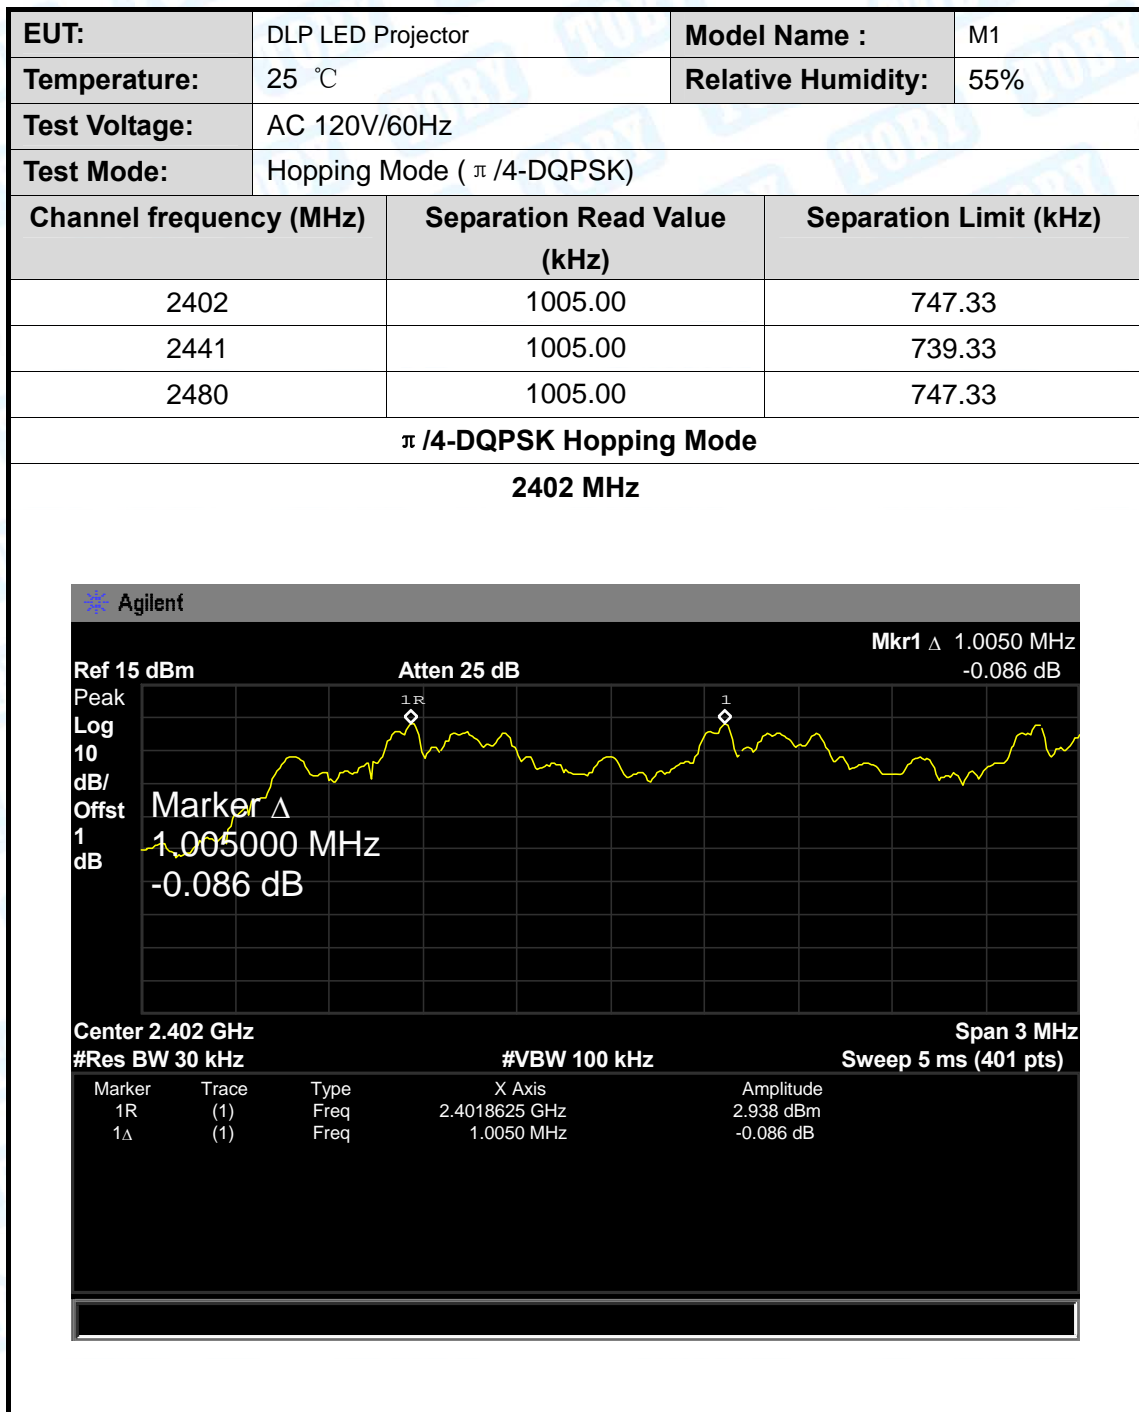 EUT: DLP LED Projector Model Name : M1
Temperature: 25 ℃ Relative Humidity: 55%
Test Voltage: AC 120V/60Hz
Test Mode: Hopping Mode ( π /4-DQPSK)
Channel frequency (MHz) Separation Read Value (kHz) Separation Limit (kHz)
2402 1005.00 747.33
2441 1005.00 739.33
2480 1005.00 747.33
π /4-DQPSK Hopping Mode
2402 MHz
Agilent
Mkr1 Δ 1.0050 MHz
Ref 15 dBm Atten 25 dB -0.086 dB
Peak
Log
10
dB/
Offst
1
dB
1R 1
Marker Δ
1.005000 MHz
-0.086 dB
Center 2.402 GHz Span 3 MHz
#Res BW 30 kHz #VBW 100 kHz Sweep 5 ms (401 pts)
Marker Trace Type X Axis Amplitude
1R (1) Freq 2.4018625 GHz 2.938 dBm
1Δ (1) Freq 1.0050 MHz -0.086 dB
TOBY